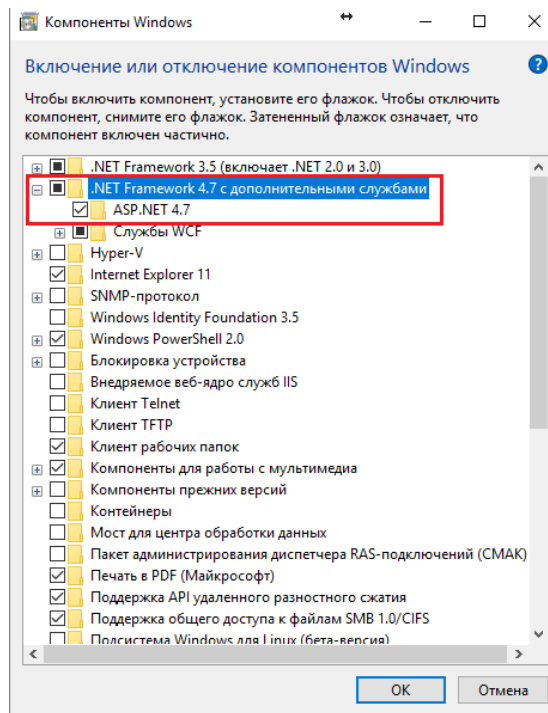 Компоненты Windows
Включение или отключение компонентов Windows
Чтобы включить компонент, установите его флажок. Чтобы отключить
компонент, снимите его флажок. Затененный флажок означает, что
компонент включен частично.
.NET Framework 3.5 (включает .NET 2.0 и 3.0)
.NET Framework 4.7 с дополнительными службами
ASP.NET 4.7
Службы WCF
Hyper-V
Internet Explorer 11
SNMP-протокол
Windows Identity Foundation 3.5
Windows PowerShell 2.0
Блокировка устройства
Внедряемое веб-ядро служб IIS
Клиент Telnet
Клиент TFTP
Клиент рабочих папок
Компоненты для работы с мультимедиа
Компоненты прежних версий
Контейнеры
Мост для центра обработки данных
Пакет администрирования диспетчера RAS-подключений (CMAK)
Печать в PDF (Майкрософт)
Поддержка API удаленного разностного сжатия
Поддержка общего доступа к файлам SMB 1.0/CIFS
Подсистема Windows для Linux (бета-версия)
ОК Отмена